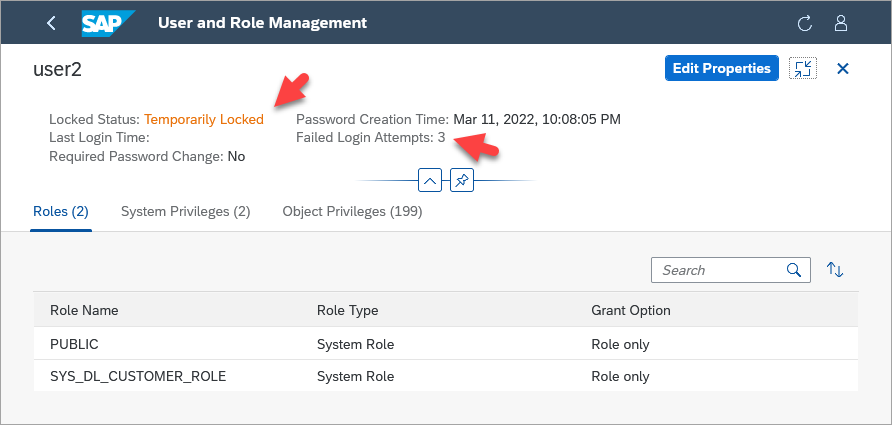 SAP User and Role Management
user2
Edit Properties
Locked Status: Temporarily Locked
Password Creation Time: Mar 11, 2022, 10:08:05 PM
Last Login Time:
Failed Login Attempts: 3
Required Password Change: No
Roles (2) System Privileges (2) Object Privileges (199)
Search
Role Name Role Type Grant Option
PUBLIC System Role Role only
SYS_DL_CUSTOMER_ROLE System Role Role only